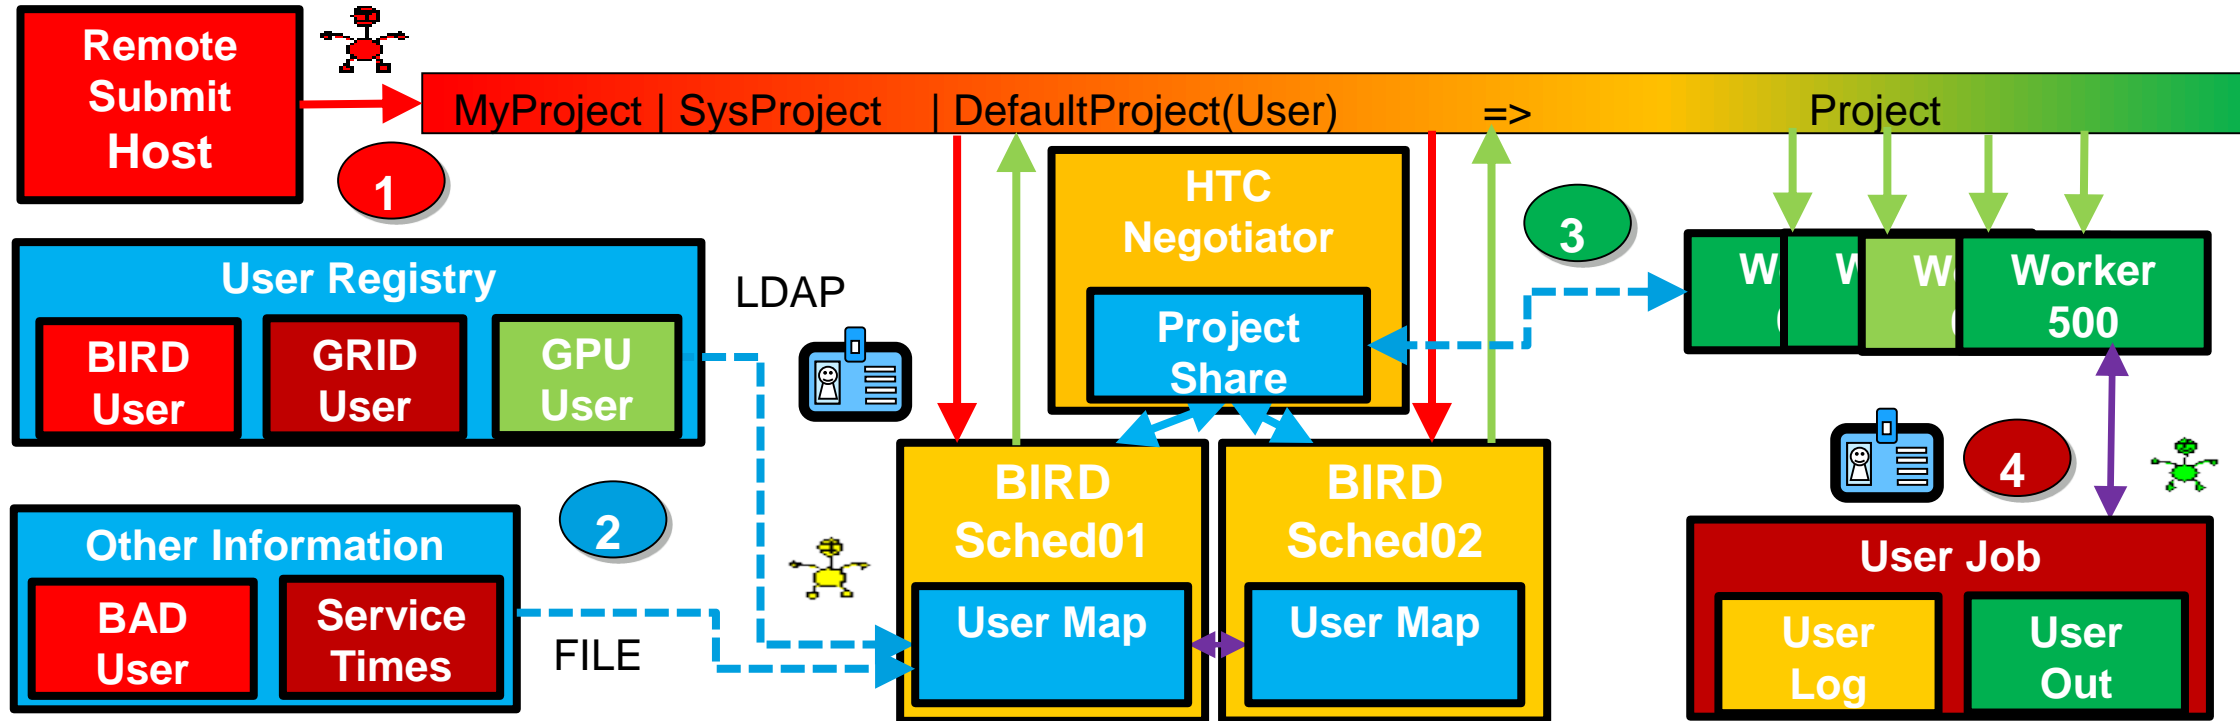 Remote
Submit
Host
MyProject | SysProject | DefaultProject(User) => Project
1
HTC
Negotiator
Project
Share
3
Worker
500
User Registry
BIRD
User
GRID
User
GPU
User
LDAP
2
Other Information
BAD
User
Service
Times
FILE
BIRD
Sched01
User Map
BIRD
Sched02
User Map
4
User Job
User
Log
User
Out